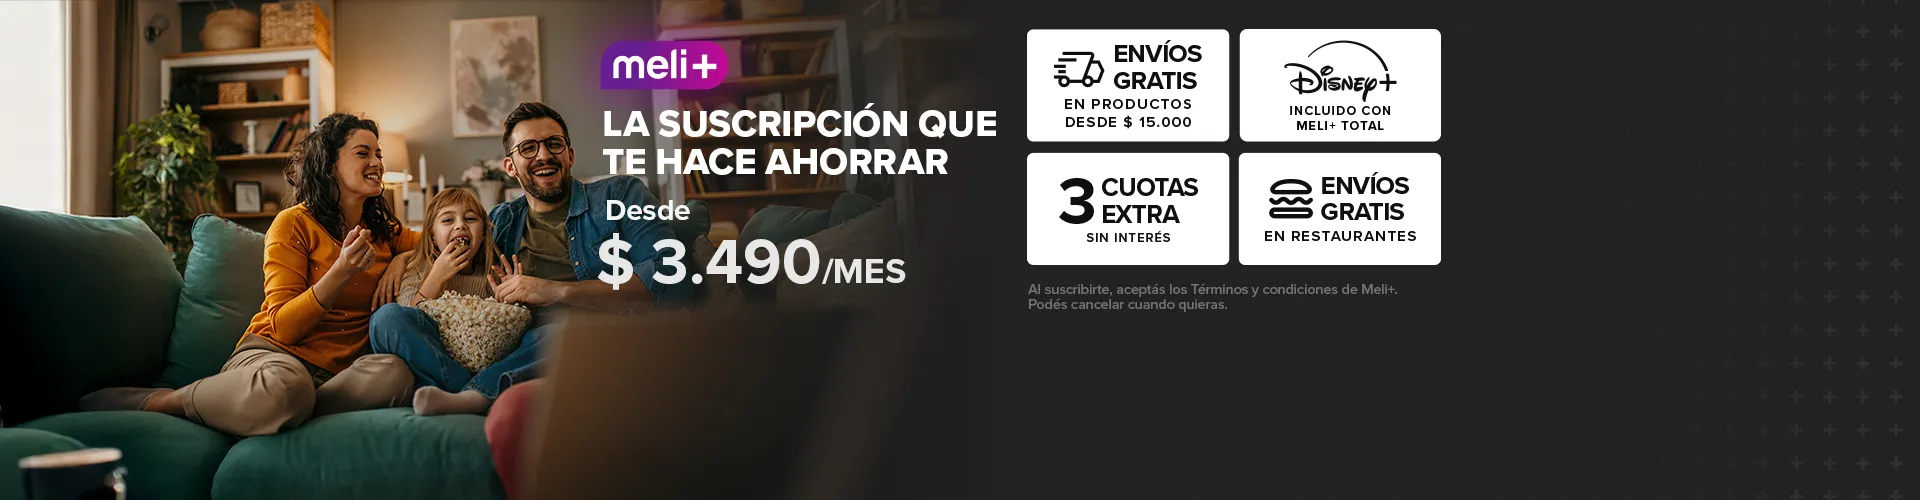 meli+
LA SUSCRIPCIÓN QUE
TE HACE AHORRAR
Desde
$ 3.490/MES
ENVÍOS
GRATIS
EN PRODUCTOS
DESDE $ 15.000
Disney+
INCLUIDO CON
MELI+ TOTAL
3 CUOTAS
EXTRA
SIN INTERÉS
ENVÍOS
GRATIS
EN RESTAURANTES
Al suscribirte, aceptás los Términos y condiciones de Meli+.
Podés cancelar cuando quieras.